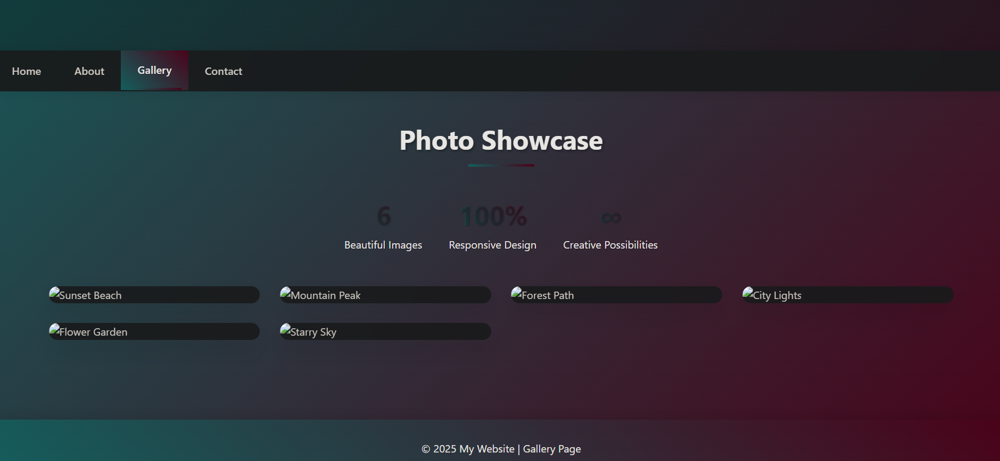 Home About Gallery Contact
Photo Showcase
6 100% ∞
Beautiful Images Responsive Design Creative Possibilities
Sunset Beach Mountain Peak Forest Path City Lights
Flower Garden Starry Sky
© 2025 My Website | Gallery Page